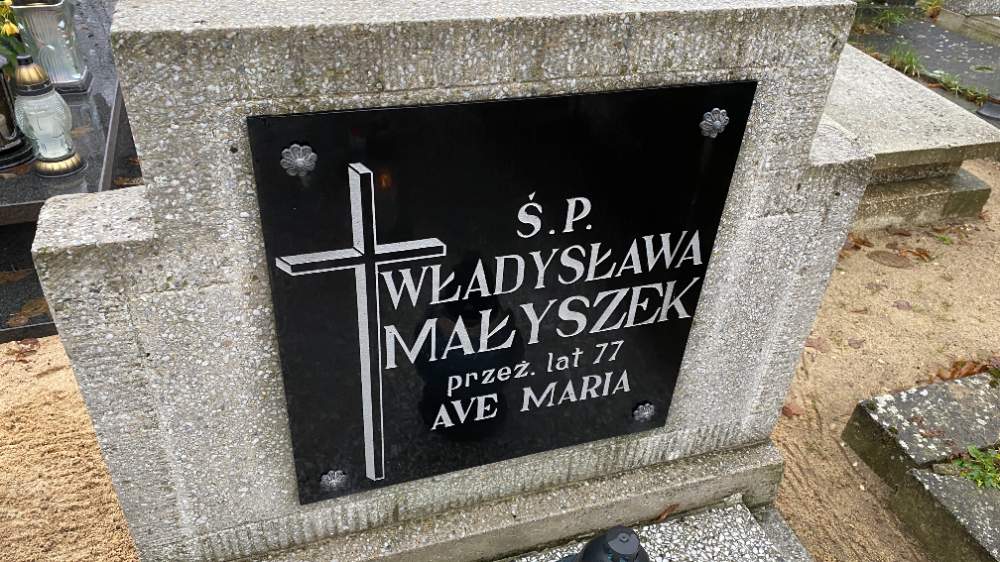 Ś.P.
WŁADYSŁAWA
MAŁYSZEK
przeż. lat 77
AVE MARIA